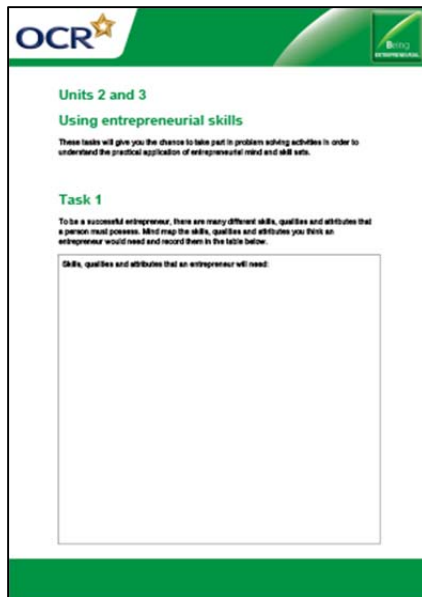 OCR
Being
ENTREPRENEURIAL
Units 2 and 3
Using entrepreneurial skills
These tasks will give you the chance to take part in problem solving activities in order to
understand the practical application of entrepreneurial mind and skill sets.
Task 1
To be a successful entrepreneur, there are many different skills, qualities and attributes that
a person must possess. Mind map the skills, qualities and attributes you think an
entrepreneur would need and record them in the table below.
Skills, qualities and attributes that an entrepreneur will need: